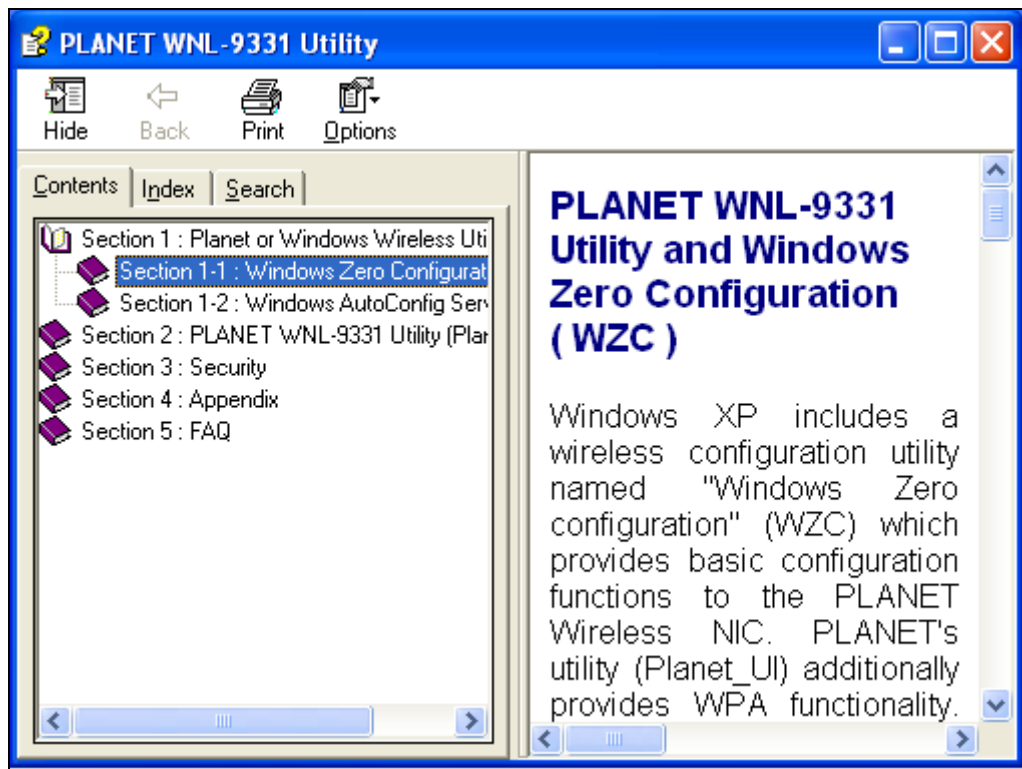 PLANET WNL-9331 Utility
Hide Back Print Options
Contents Index Search
Section 1 : Planet or Windows Wireless Uti
Section 1-1 : Windows Zero Configurat
Section 1-2 : Windows AutoConfig Ser
Section 2 : PLANET WNL-9331 Utility (Plan
Section 3 : Security
Section 4 : Appendix
Section 5 : FAQ
PLANET WNL-9331
Utility and Windows
Zero Configuration
( WZC )
Windows XP includes a
wireless configuration utility
named "Windows Zero
configuration" (WZC) which
provides basic configuration
functions to the PLANET
Wireless NIC. PLANET's
utility (Planet_UI) additionally
provides WPA functionality.